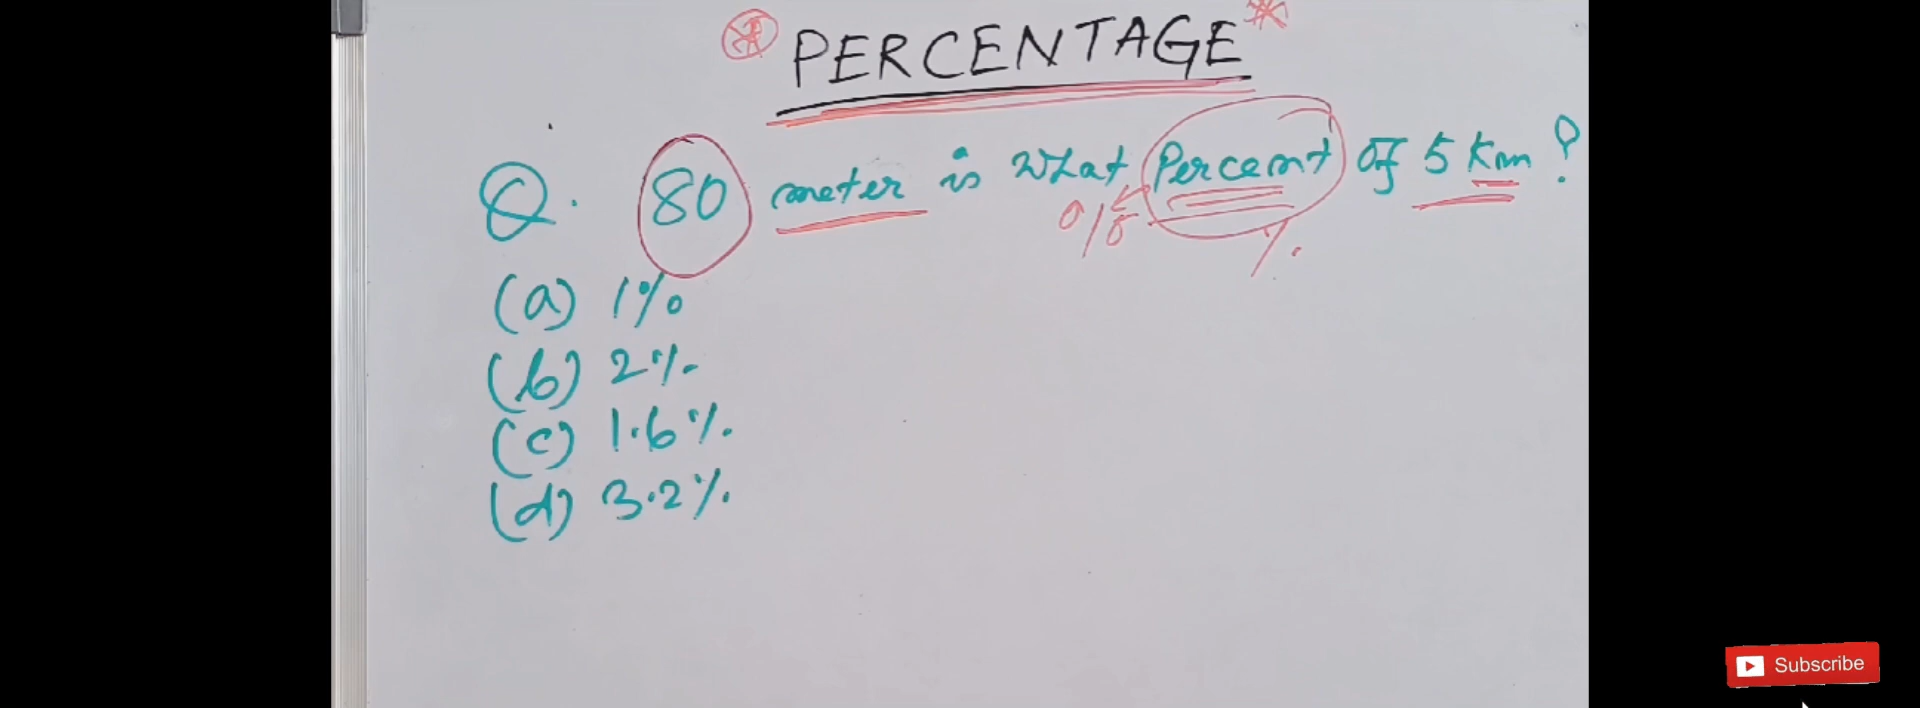 PERCENTAGE
Q. 80 meter is what Percent of 5 Km?
%
%
(a) 1%
(b) 2%
(c) 1.6%
(d) 3.2%
Subscribe